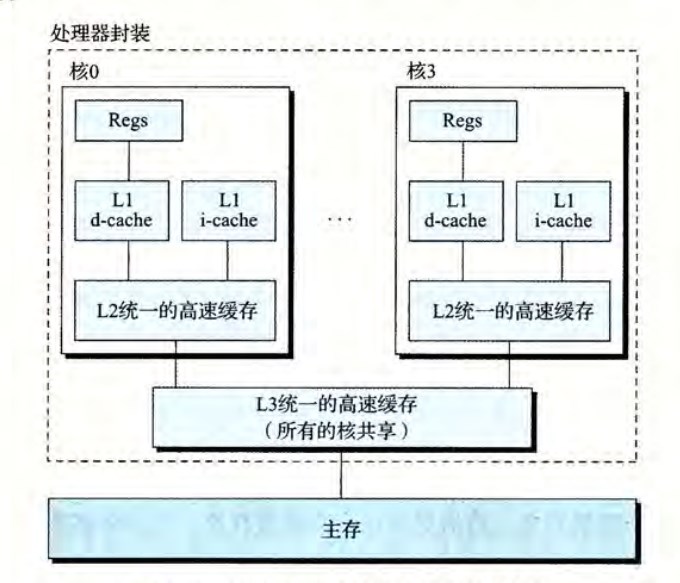 处理器封装
核0
核3
Regs
Regs
L1
d-cache
L1
i-cache
...
L1
d-cache
L1
i-cache
L2统一的高速缓存
L2统一的高速缓存
L3统一的高速缓存
（所有的核共享）
主存